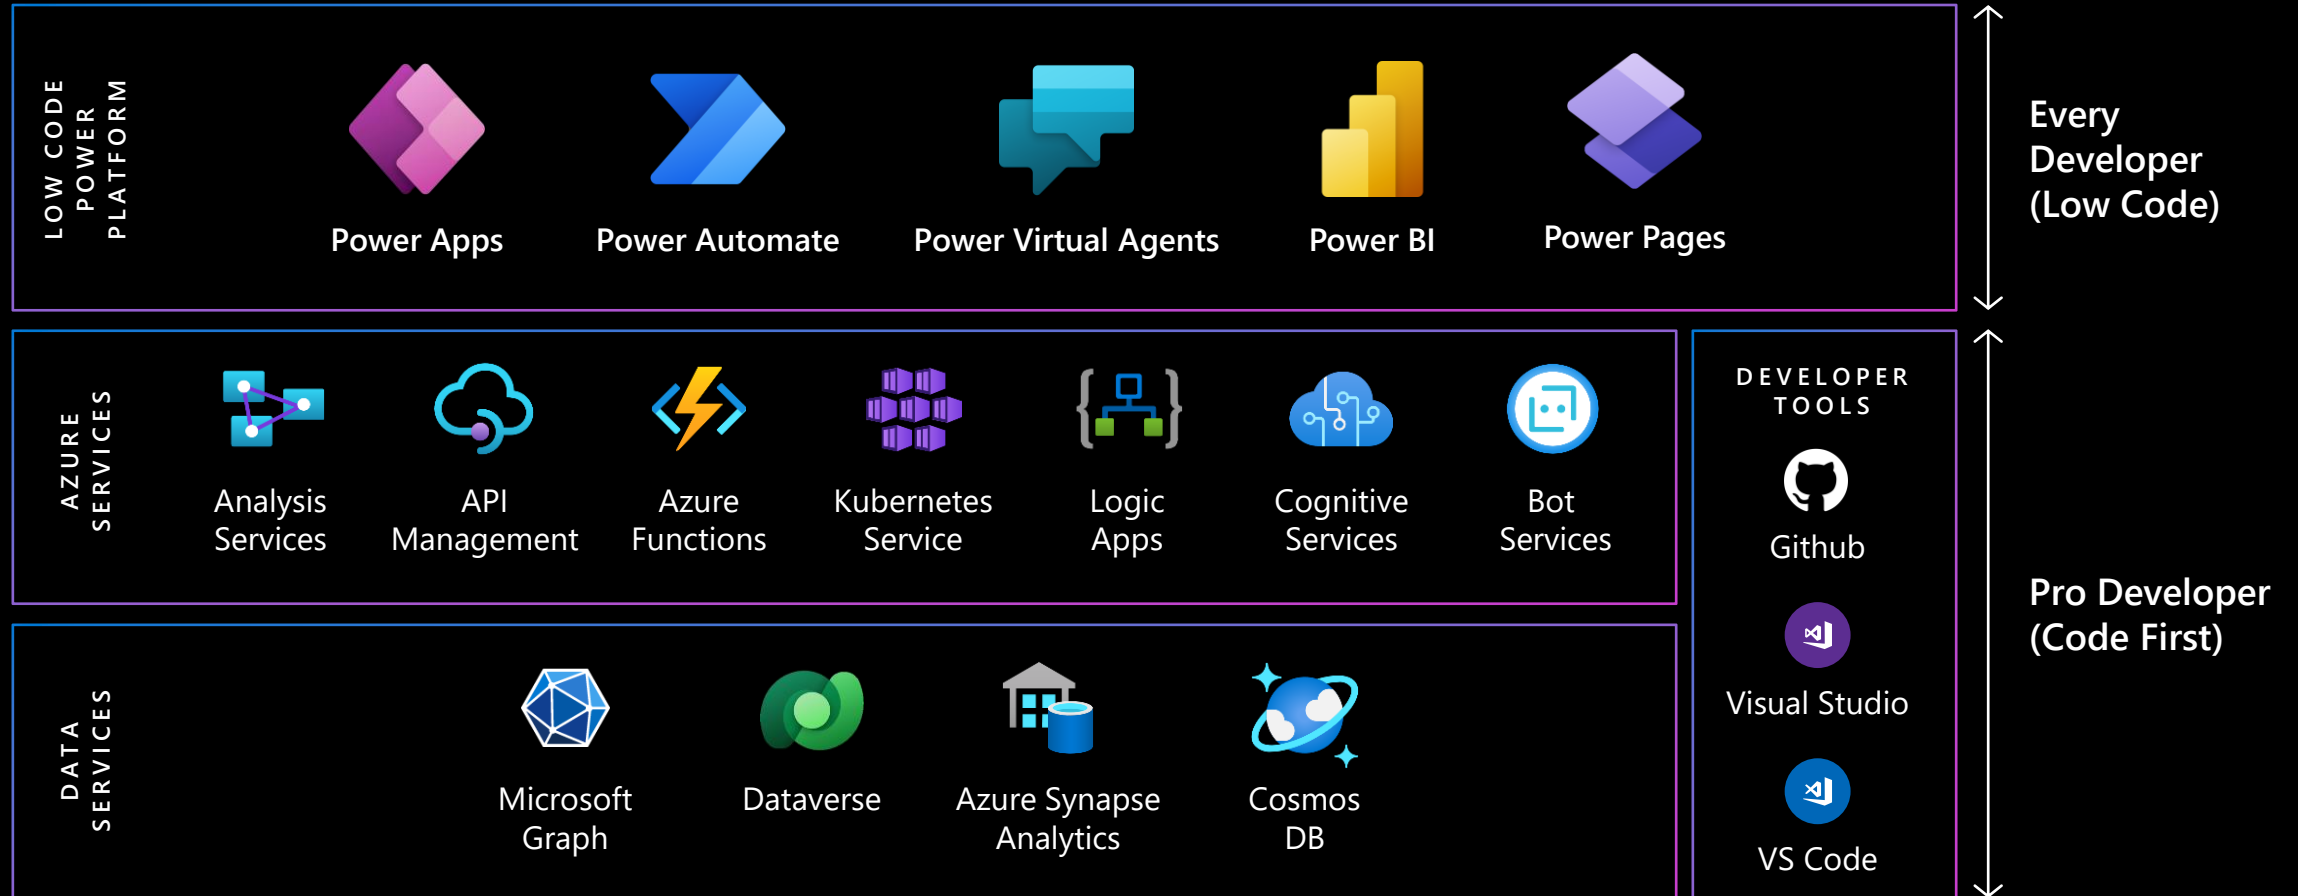 LOW CODE
POWER
PLATFORM
Power Apps
Power Automate
Power Virtual Agents
Power BI
Power Pages
Every
Developer
(Low Code)
AZURE
SERVICES
Analysis
Services
API
Management
Azure
Functions
Kubernetes
Service
Logic
Apps
Cognitive
Services
Bot
Services
DEVELOPER
TOOLS
Github
Visual Studio
VS Code
Pro Developer
(Code First)
DATA
SERVICES
Microsoft
Graph
Dataverse
Azure Synapse
Analytics
Cosmos
DB